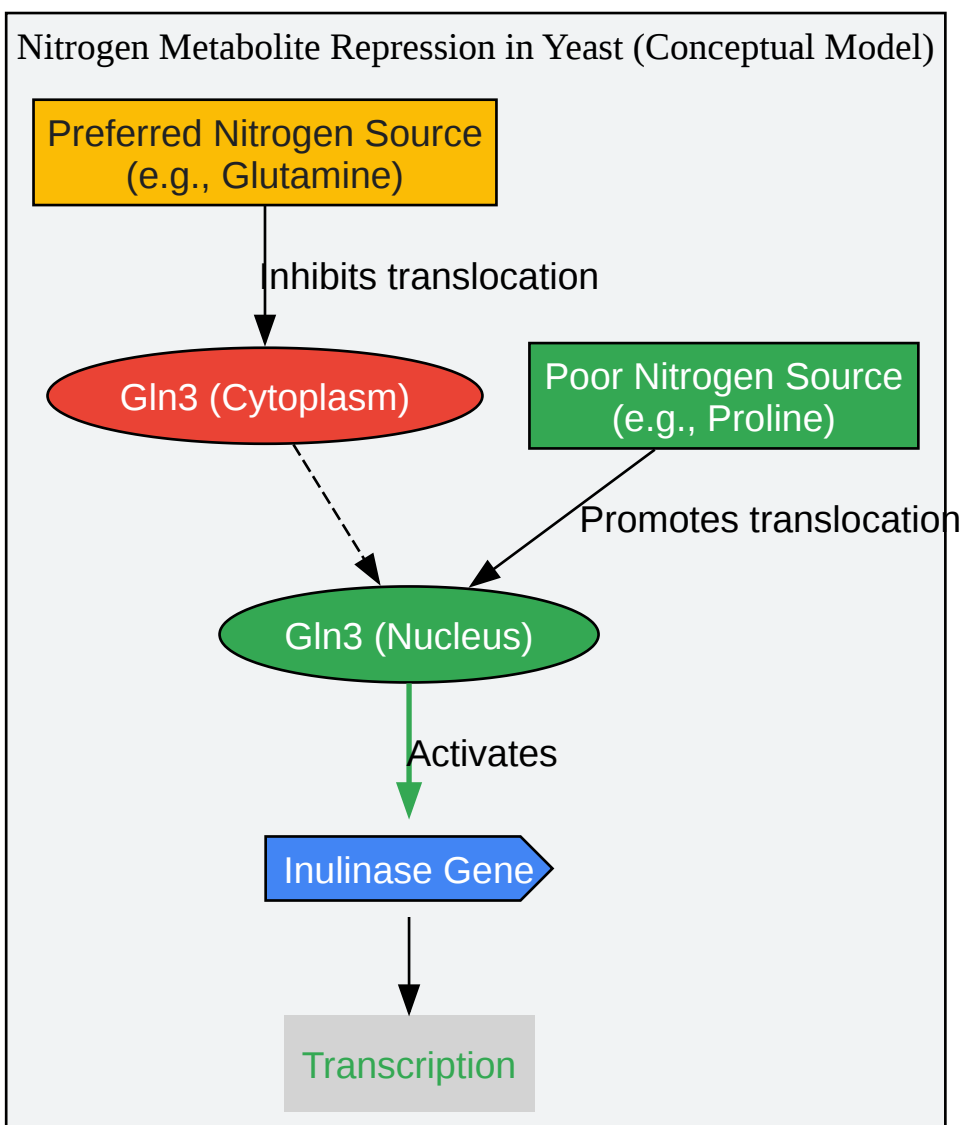 Nitrogen Metabolite Repression in Yeast (Conceptual Model)
Preferred Nitrogen Source
(e.g., Glutamine)
Inhibits translocation
Gln3 (Cytoplasm)
Poor Nitrogen Source
(e.g., Proline)
Promotes translocation
Gln3 (Nucleus)
Activates
Inulinase Gene
Transcription